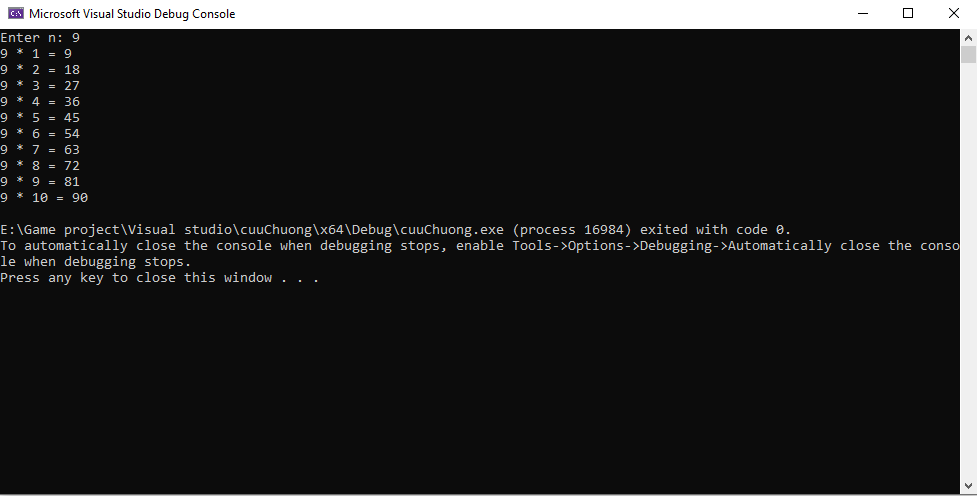 Microsoft Visual Studio Debug Console
Enter n: 9
9 * 1 = 9
9 * 2 = 18
9 * 3 = 27
9 * 4 = 36
9 * 5 = 45
9 * 6 = 54
9 * 7 = 63
9 * 8 = 72
9 * 9 = 81
9 * 10 = 90
E:\Game project\Visual studio\cuuChuong\x64\Debug\cuuChuong.exe (process 16984) exited with code 0.
To automatically close the console when debugging stops, enable Tools->Options->Debugging->Automatically close the conso
le when debugging stops.
Press any key to close this window . . .